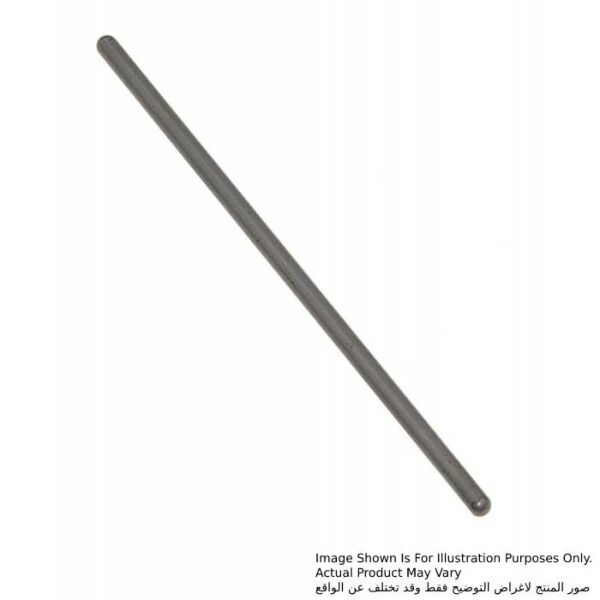 Image Shown Is For Illustration Purposes Only.
Actual Product May Vary
صور المنتج لاغراض التوضيح فقط وقد تختلف عن الواقع